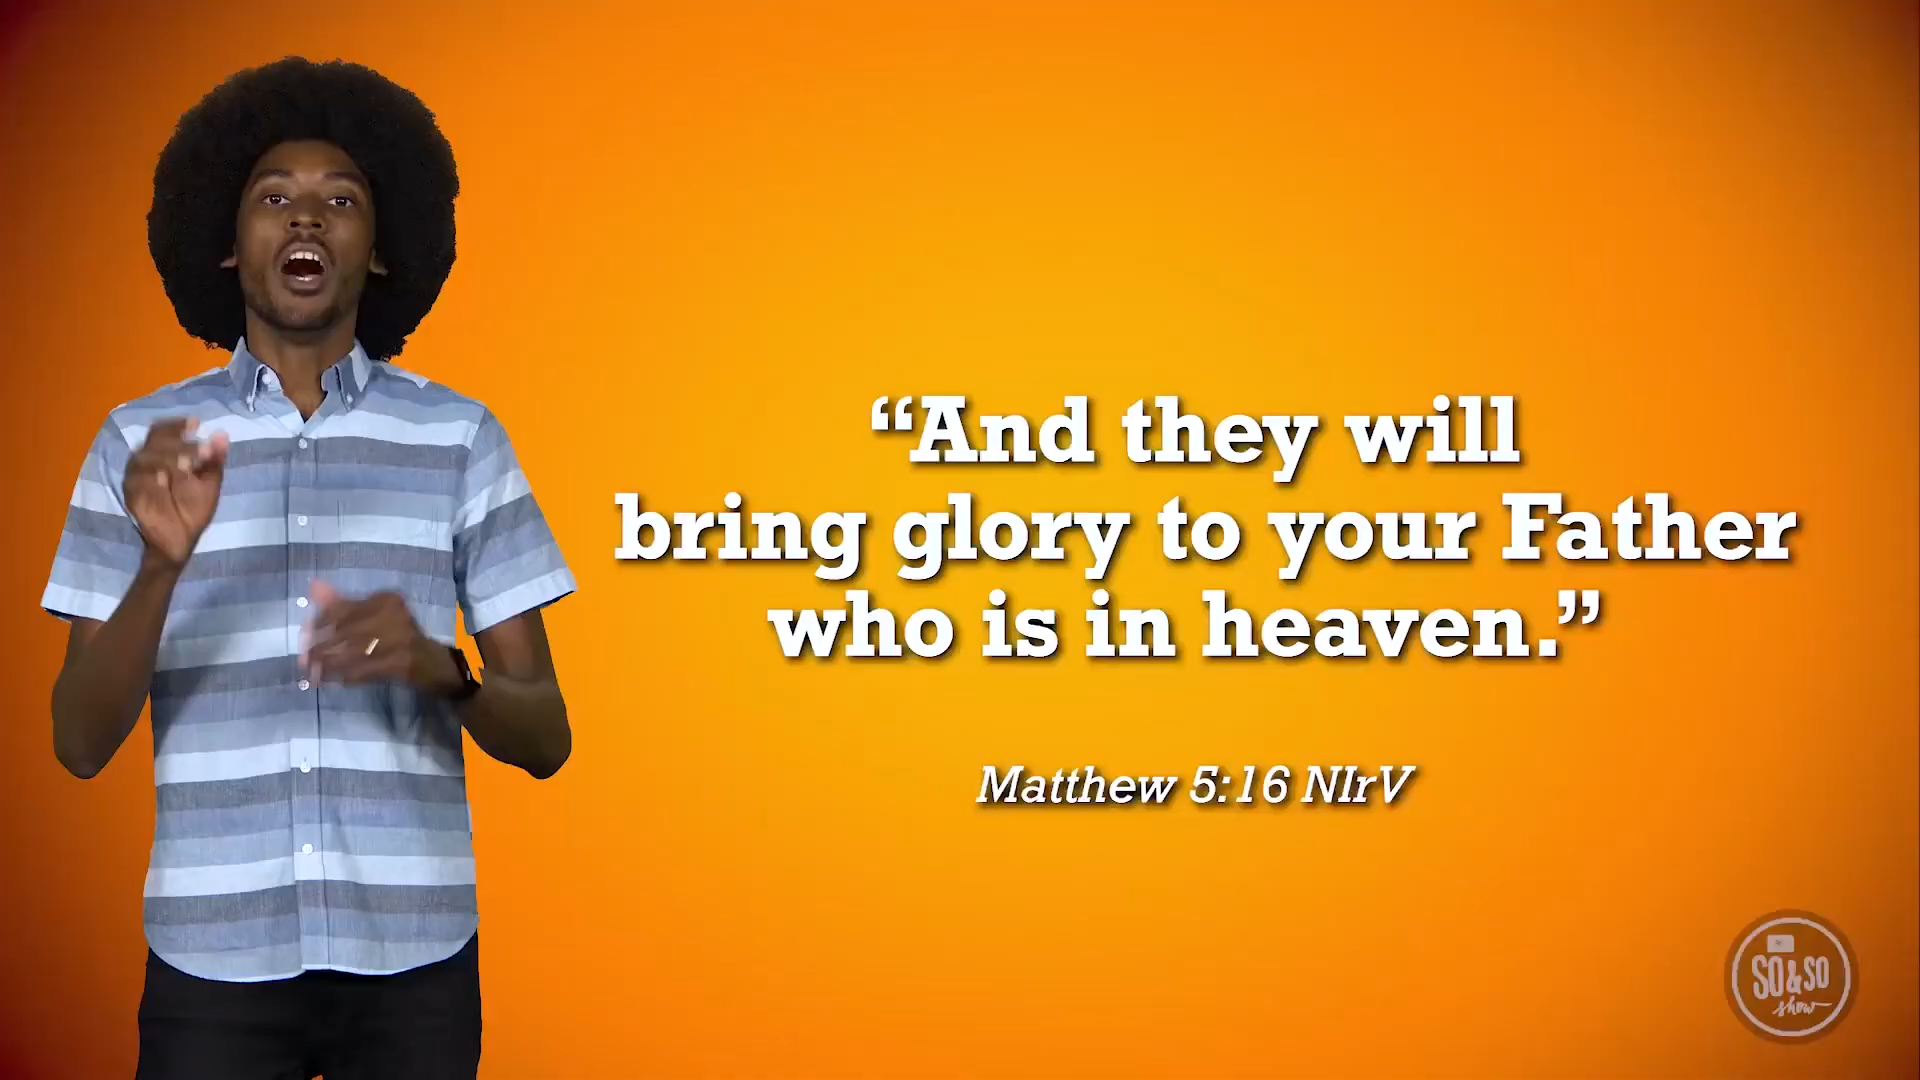 “And they will
bring glory to your Father
who is in heaven.”
Matthew 5:16 NIrV
SO & SO
show